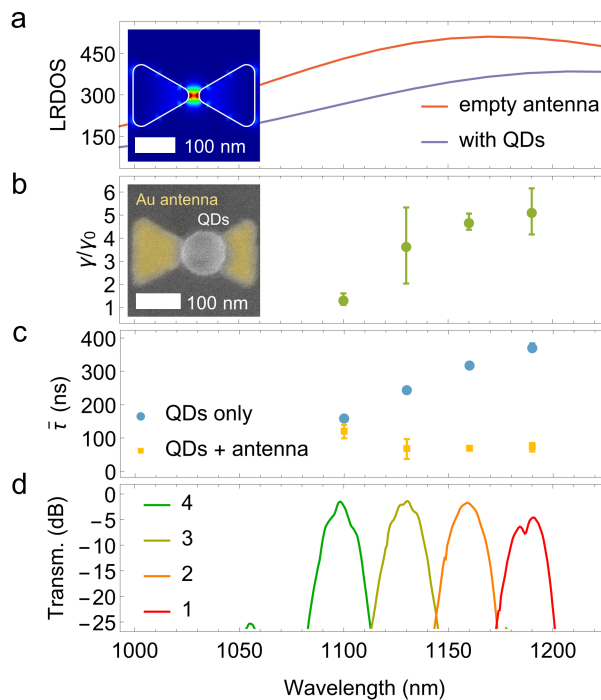 a
LRDOS
450
300
150
100 nm
empty antenna
with QDs
b
γ/γ₀
6
5
4
3
2
1
Au antenna
QDs
100 nm
c
τ̄ (ns)
400
300
200
100
0
QDs only
QDs + antenna
d
Transm. (dB)
0
−5
−10
−15
−20
−25
4
3
2
1
1000 1050 1100 1150 1200
Wavelength (nm)